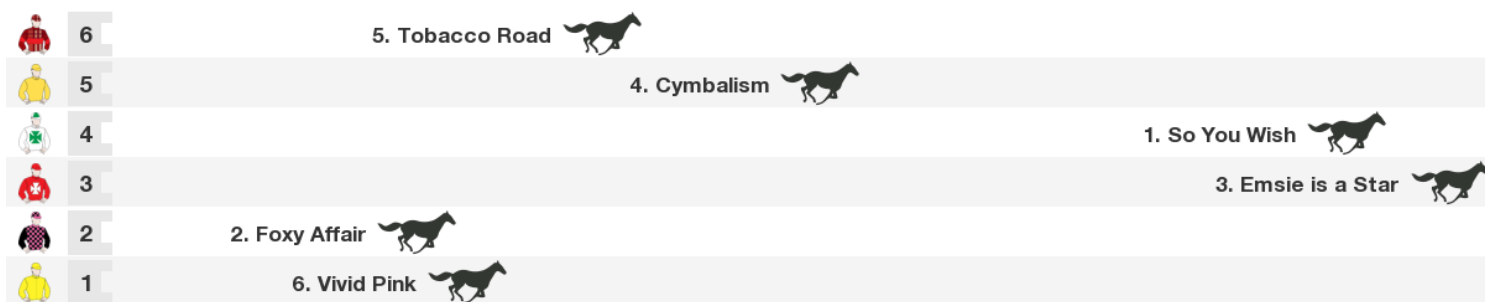 6 5. Tobacco Road
5 4. Cymbalism
4 1. So You Wish
3 3. Emsie is a Star
2 2. Foxy Affair
1 6. Vivid Pink